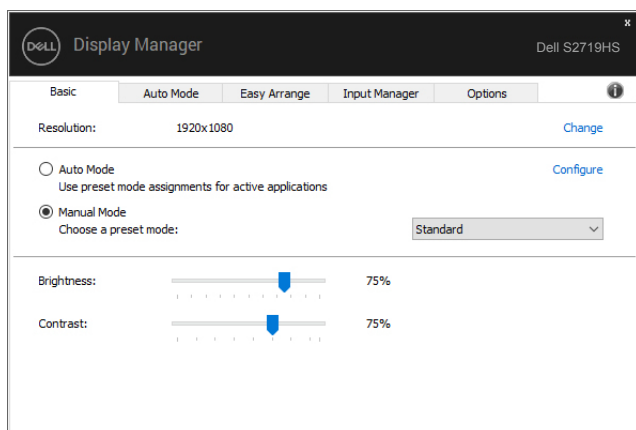 x
DELL Display Manager Dell S2719HS
Basic Auto Mode Easy Arrange Input Manager Options i
Resolution: 1920x1080 Change
Auto Mode Configure
Use preset mode assignments for active applications
Manual Mode
Choose a preset mode: Standard
Brightness: 75%
Contrast: 75%